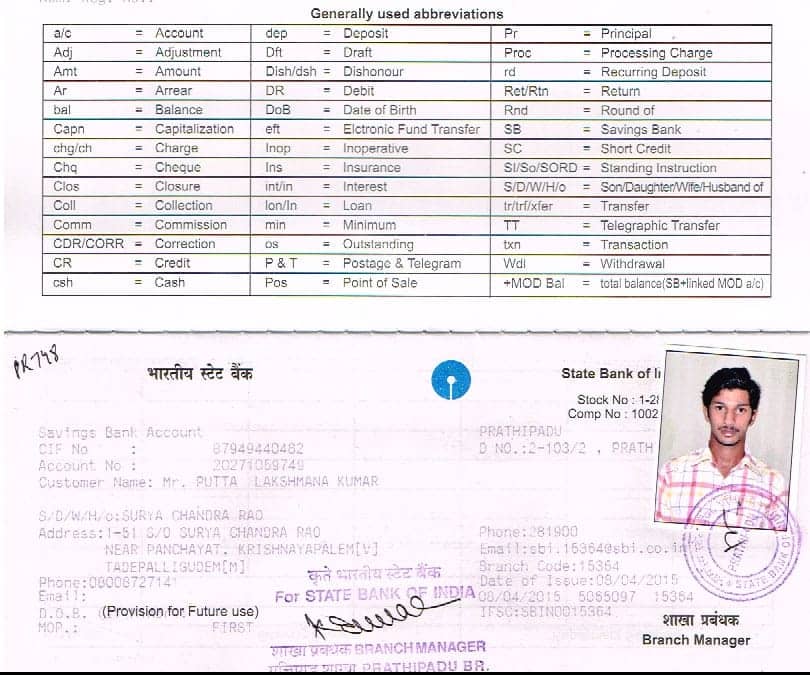 Generally used abbreviations
a/c = Account dep = Deposit Pr = Principal
Adj = Adjustment Dft = Draft Proc = Processing Charge
Amt = Amount Dish/dsh = Dishonour rd = Recurring Deposit
Ar = Arrear DR = Debit Ret/Rtn = Return
bal = Balance DoB = Date of Birth Rnd = Round of
Capn = Capitalization eft = Elctronic Fund Transfer SB = Savings Bank
chg/ch = Charge Inop = Inoperative SC = Short Credit
Chq = Cheque Ins = Insurance SI/So/SORD = Standing Instruction
Clos = Closure int/in = Interest S/D/W/H/o = Son/Daughter/Wife/Husband of
Coll = Collection lon/ln = Loan tr/trf/xfer = Transfer
Comm = Commission min = Minimum TT = Telegraphic Transfer
CDR/CORR = Correction os = Outstanding txn = Transaction
CR = Credit P & T = Postage & Telegram Wdl = Withdrawal
csh = Cash Pos = Point of Sale +MOD Bal = total balance(SB+linked MOD a/c)
PR748
भारतीय स्टेट बैंक State Bank of
Stock No : 1-28
Comp No : 1002
Savings Bank Account PRATHIPADU
CIF No : 87949440462 D NO.:2-103/2 , PRATH
Account No : 20271059749
Customer Name: Mr. PUTTA LAKSHMANA KUMAR
S/D/W/H/o:SURYA CHANDRA RAO Phone:281900
Address:1-51 S/O SURYA CHANDRA RAO Email:sbi.15364@sbi.co.in
NEAR PANCHAYAT, KRISHNAYAPALEM[V] Branch Code:15364
TADEPALLIGUDEM[M] Date of Issue:08/04/2015
Phone:08008727141 08/04/2015 5065097 15364
Email: IFSC:SBIN0015364
D.O.B. (Provision for Future use)
MOP.: FIRST
कृते भारतीय स्टेट बैंक
For STATE BANK OF INDIA
शाखा प्रबंधक BRANCH MANAGER
शाखा PRATHIPADU BR.
STATE BANK
शाखा प्रबंधक
Branch Manager